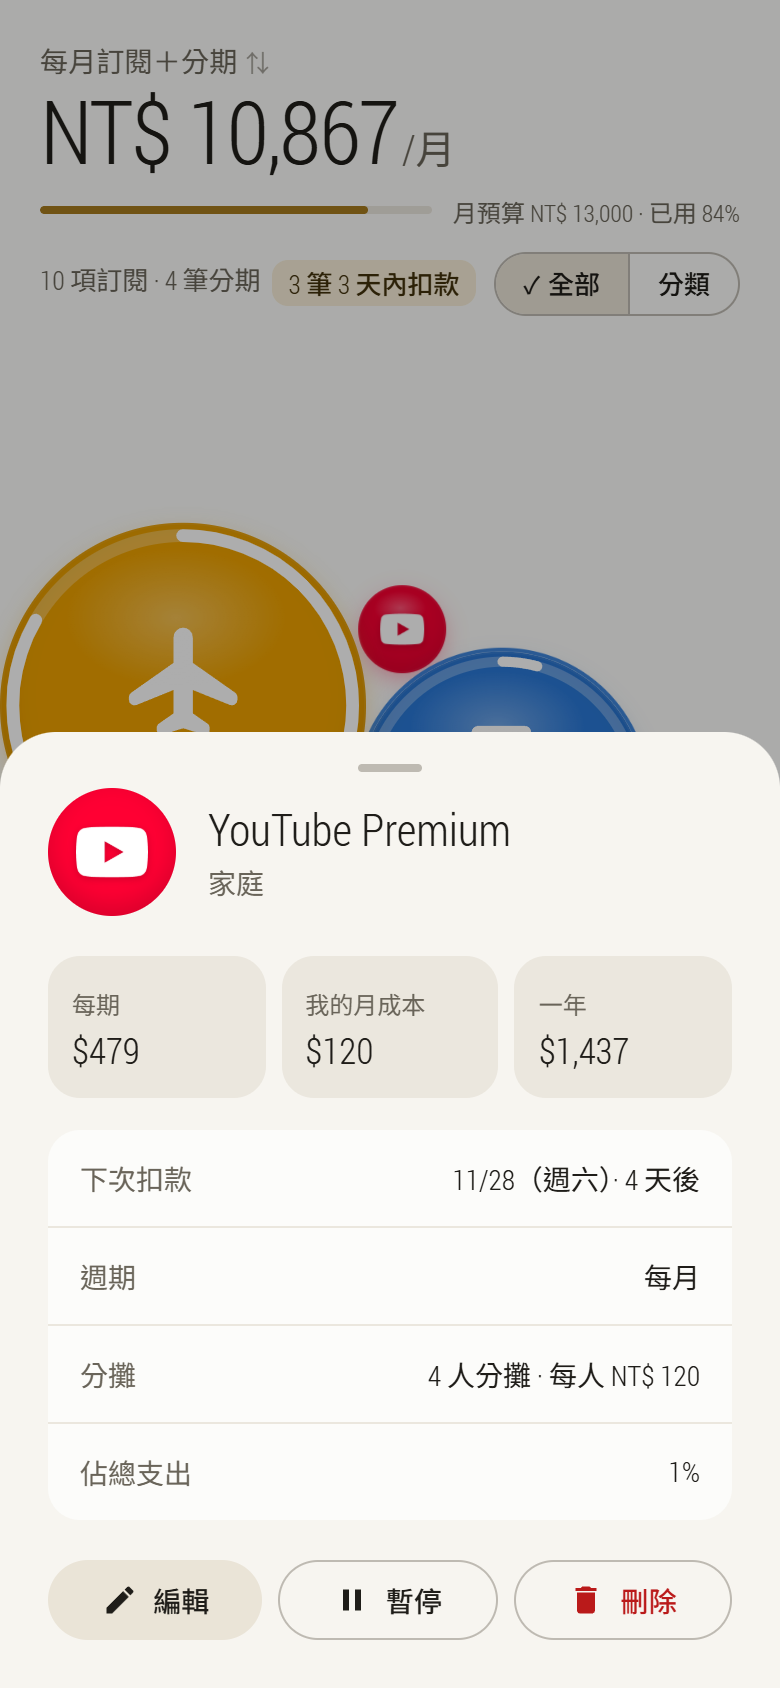 每月訂閱＋分期 ⇅
NT$ 10,867/月
月預算 NT$ 13,000 · 已用 84%
10 項訂閱 · 4 筆分期
3 筆 3 天內扣款
✓ 全部
分類
YouTube Premium
家庭
每期
$479
我的月成本
$120
一年
$1,437
下次扣款
11/28（週六）· 4 天後
週期
每月
分攤
4 人分攤 · 每人 NT$ 120
佔總支出
1%
編輯
暫停
刪除